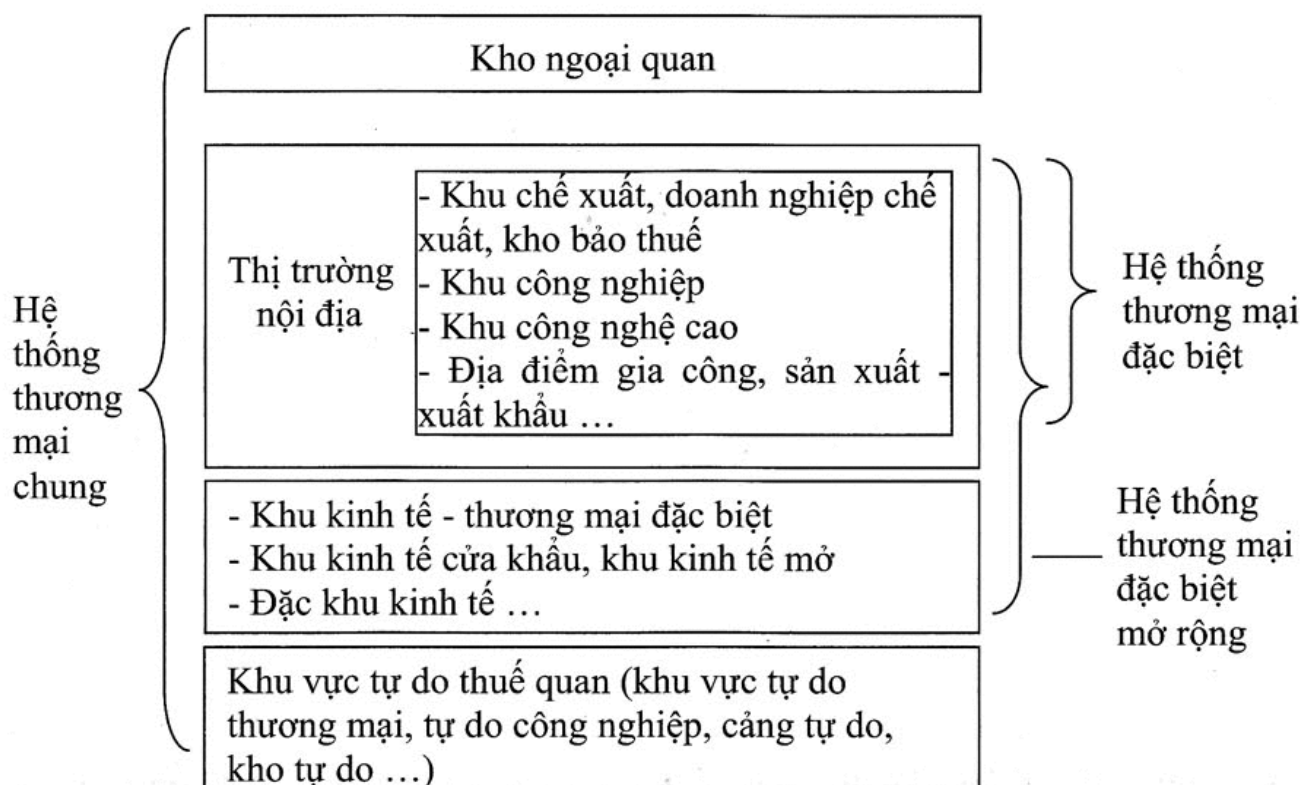 Kho ngoại quan
Thị trường
nội địa
- Khu chế xuất, doanh nghiệp chế
xuất, kho bảo thuế
- Khu công nghiệp
- Khu công nghệ cao
- Địa điểm gia công, sản xuất -
xuất khẩu …
Hệ
thống
thương
mại
chung
Hệ thống
thương mại
đặc biệt
- Khu kinh tế - thương mại đặc biệt
- Khu kinh tế cửa khẩu, khu kinh tế mở
- Đặc khu kinh tế …
Hệ thống
thương mại
đặc biệt
mở rộng
Khu vực tự do thuế quan (khu vực tự do
thương mại, tự do công nghiệp, cảng tự do,
kho tự do …)